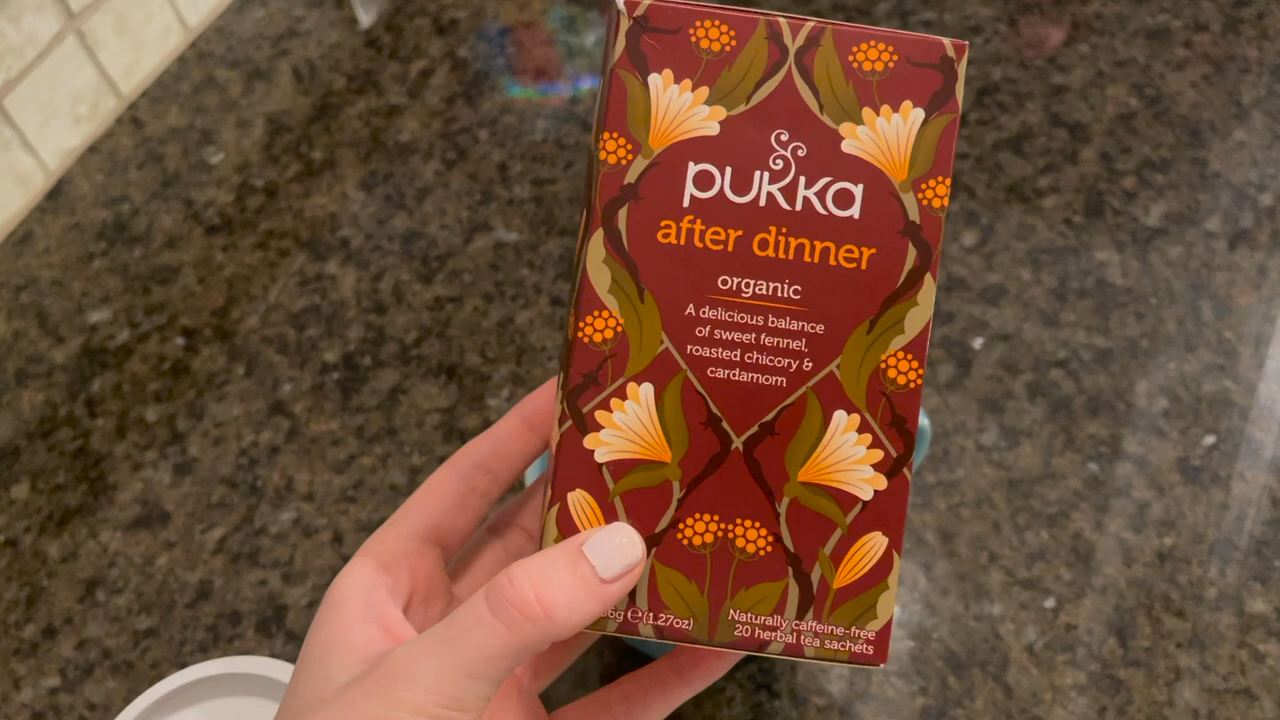 pukka
after dinner
organic
A delicious balance
of sweet fennel,
roasted chicory &
cardamom
6g ℮ (1.27oz)
Naturally caffeine-free
20 herbal tea sachets